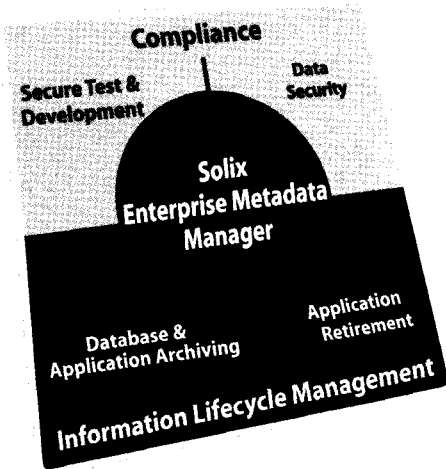 Compliance
Secure Test &
Development
Data
Security
Solix
Enterprise Metadata
Manager
Database &
Application Archiving
Application
Retirement
Information Lifecycle Management